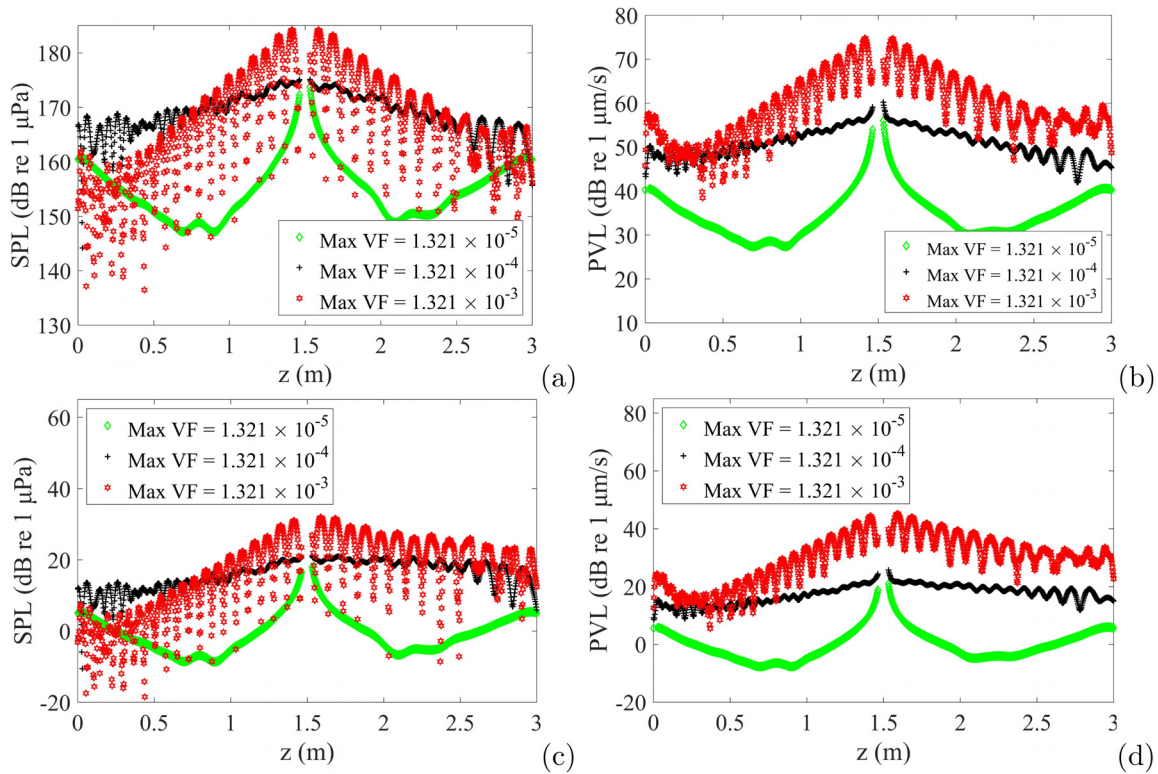 SPL (dB re 1 μPa)
180
170
160
150
140
130
Max VF = 1.321 × 10-5
Max VF = 1.321 × 10-4
Max VF = 1.321 × 10-3
0 0.5 1 1.5 2 2.5 3
z (m)
(a)
PVL (dB re 1 μm/s)
80
70
60
50
40
30
20
10
Max VF = 1.321 × 10-5
Max VF = 1.321 × 10-4
Max VF = 1.321 × 10-3
0 0.5 1 1.5 2 2.5 3
z (m)
(b)
SPL (dB re 1 μPa)
60
40
20
0
-20
Max VF = 1.321 × 10-5
Max VF = 1.321 × 10-4
Max VF = 1.321 × 10-3
0 0.5 1 1.5 2 2.5 3
z (m)
(c)
PVL (dB re 1 μm/s)
80
60
40
20
0
-20
Max VF = 1.321 × 10-5
Max VF = 1.321 × 10-4
Max VF = 1.321 × 10-3
0 0.5 1 1.5 2 2.5 3
z (m)
(d)